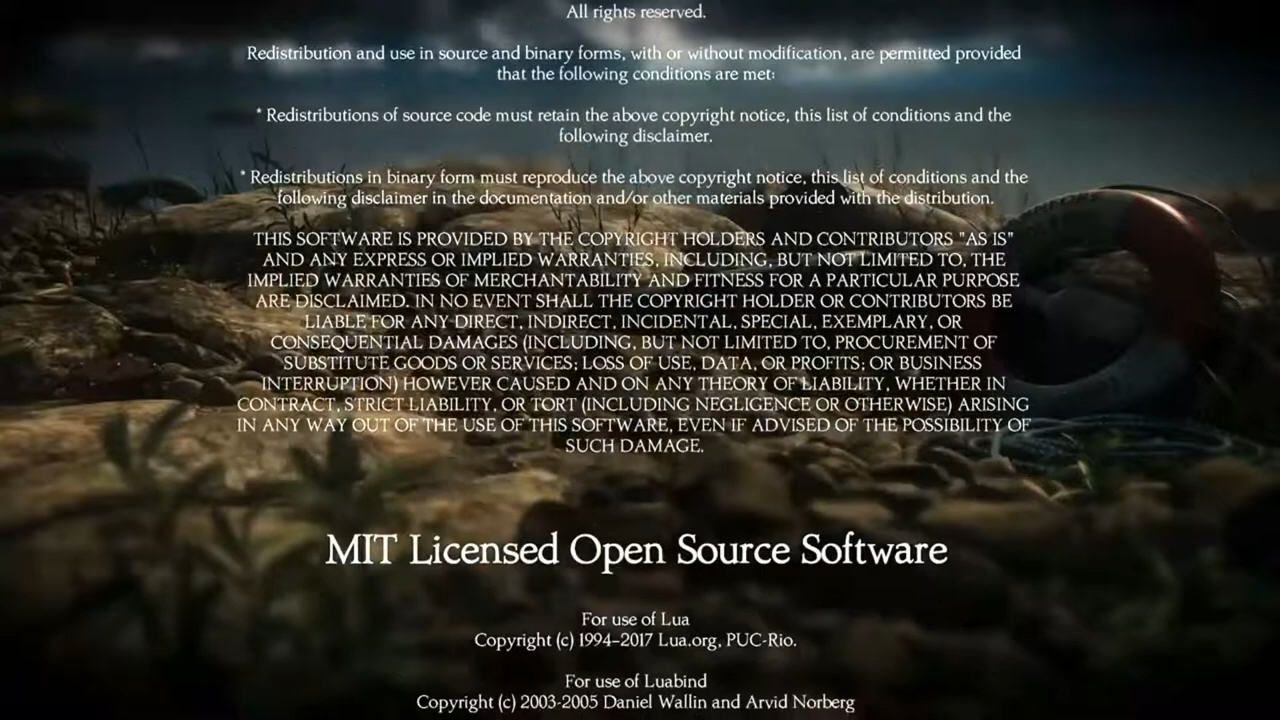 All rights reserved.
Redistribution and use in source and binary forms, with or without modification, are permitted provided
that the following conditions are met:
* Redistributions of source code must retain the above copyright notice, this list of conditions and the
following disclaimer.
* Redistributions in binary form must reproduce the above copyright notice, this list of conditions and the
following disclaimer in the documentation and/or other materials provided with the distribution.
THIS SOFTWARE IS PROVIDED BY THE COPYRIGHT HOLDERS AND CONTRIBUTORS "AS IS"
AND ANY EXPRESS OR IMPLIED WARRANTIES, INCLUDING, BUT NOT LIMITED TO, THE
IMPLIED WARRANTIES OF MERCHANTABILITY AND FITNESS FOR A PARTICULAR PURPOSE
ARE DISCLAIMED. IN NO EVENT SHALL THE COPYRIGHT HOLDER OR CONTRIBUTORS BE
LIABLE FOR ANY DIRECT, INDIRECT, INCIDENTAL, SPECIAL, EXEMPLARY, OR
CONSEQUENTIAL DAMAGES (INCLUDING, BUT NOT LIMITED TO, PROCUREMENT OF
SUBSTITUTE GOODS OR SERVICES; LOSS OF USE, DATA, OR PROFITS; OR BUSINESS
INTERRUPTION) HOWEVER CAUSED AND ON ANY THEORY OF LIABILITY, WHETHER IN
CONTRACT, STRICT LIABILITY, OR TORT (INCLUDING NEGLIGENCE OR OTHERWISE) ARISING
IN ANY WAY OUT OF THE USE OF THIS SOFTWARE, EVEN IF ADVISED OF THE POSSIBILITY OF
SUCH DAMAGE.
MIT Licensed Open Source Software
For use of Lua
Copyright (c) 1994–2017 Lua.org, PUC-Rio.
For use of Luabind
Copyright (c) 2003-2005 Daniel Wallin and Arvid Norberg